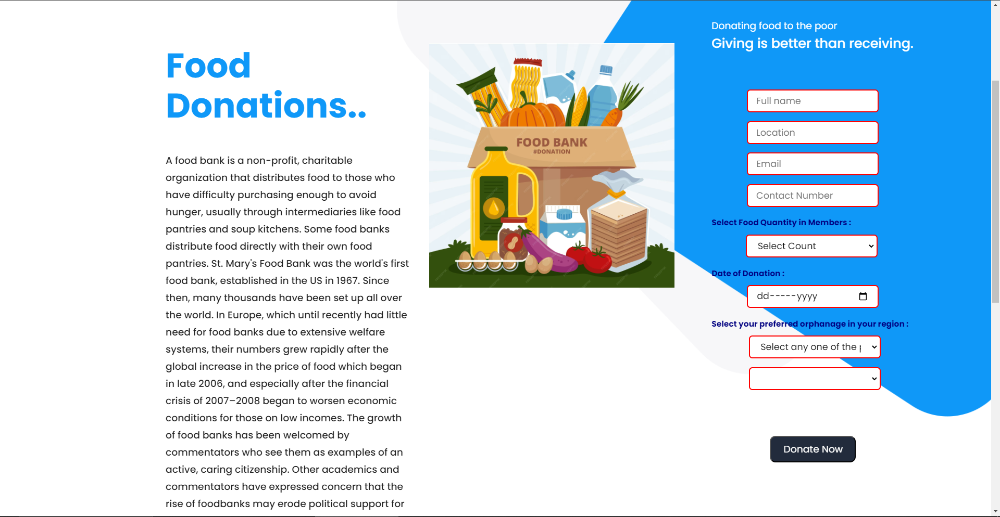 Food
Donations..
A food bank is a non-profit, charitable
organization that distributes food to those who
have difficulty purchasing enough to avoid
hunger, usually through intermediaries like food
pantries and soup kitchens. Some food banks
distribute food directly with their own food
pantries. St. Mary's Food Bank was the world's first
food bank, established in the US in 1967. Since
then, many thousands have been set up all over
the world. In Europe, which until recently had little
need for food banks due to extensive welfare
systems, their numbers grew rapidly after the
global increase in the price of food which began
in late 2006, and especially after the financial
crisis of 2007–2008 began to worsen economic
conditions for those on low incomes. The growth
of food banks has been welcomed by
commentators who see them as examples of an
active, caring citizenship. Other academics and
commentators have expressed concern that the
rise of foodbanks may erode political support for
FOOD BANK
#DONATION
Donating food to the poor
Giving is better than receiving.
Full name
Location
Email
Contact Number
Select Food Quantity in Members :
Select Count
Date of Donation :
dd-----yyyy
Select your preferred orphanage in your region :
Select any one of the
Donate Now